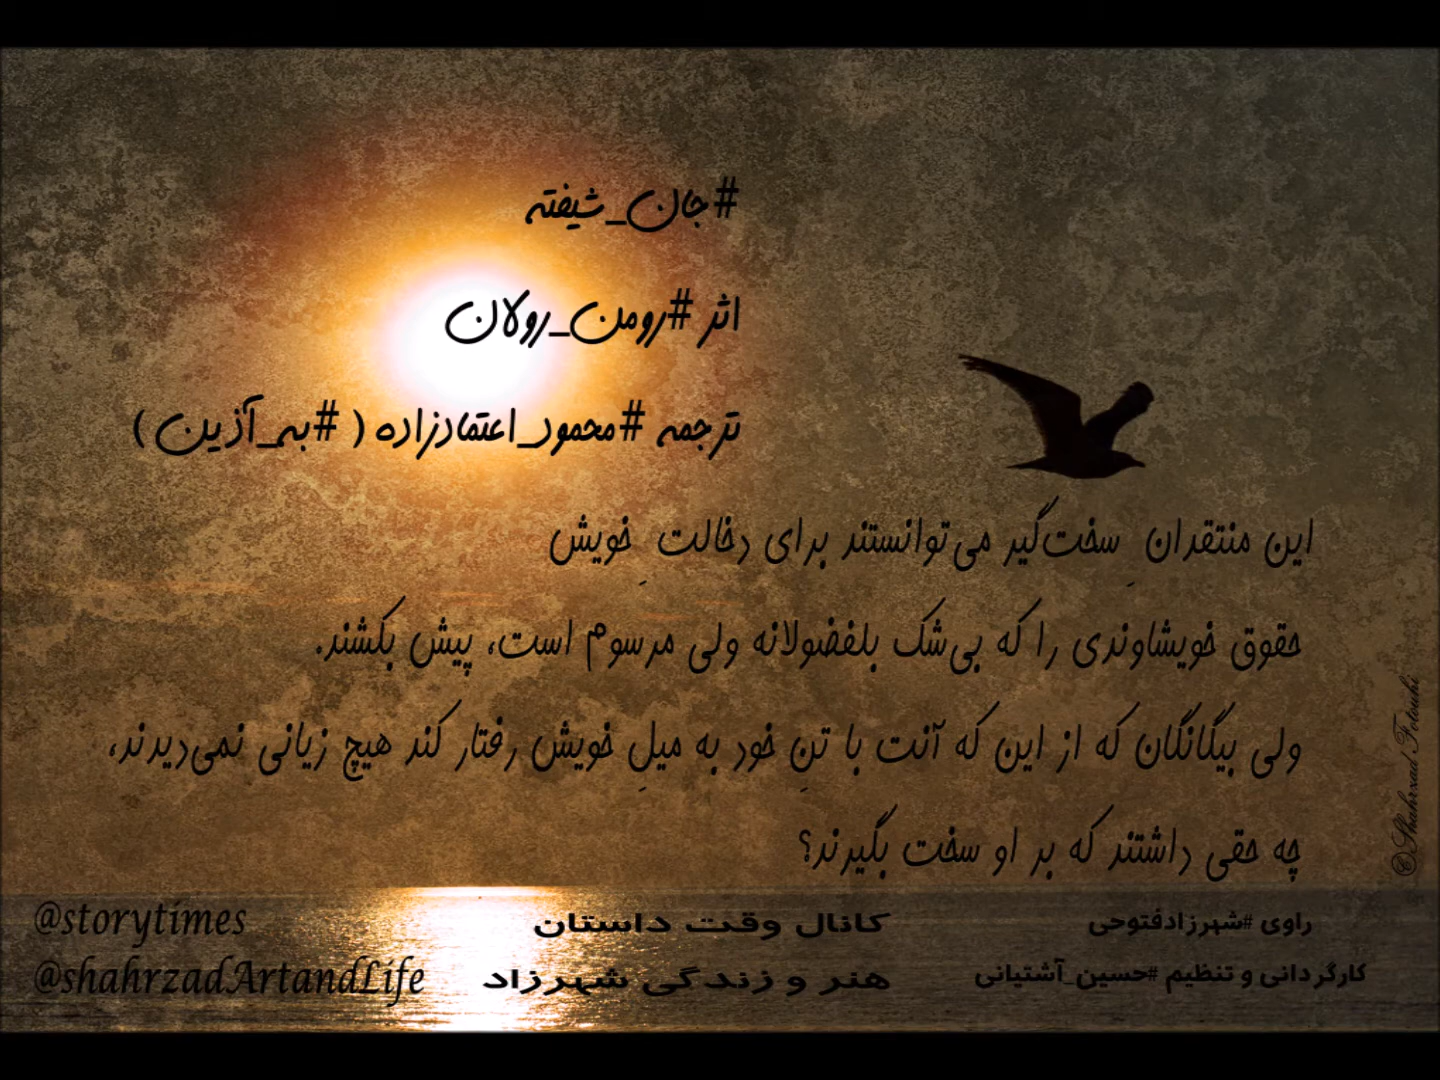 #جان_شیفته
اثر #رومن_رولان
ترجمه #محمود_اعتمادزاده ( #به_آذین )
این منتقدانِ سخت‌گیر می‌توانستند برای دخالتِ خویش
حقوق خویشاوندی را که بی‌شک بلفضولانه ولی مرسوم است، پیش بکشند.
ولی بیگانگان که از این که آنت با تنِ خود به میلِ خویش رفتار کند هیچ زیانی نمی‌دیدند،
چه حقی داشتند که بر او سخت بگیرند؟
راوی #شهرزادفتوحی
کانال وقت داستان
@storytimes
کارگردانی و تنظیم #حسین_آشتیانی
هنر و زندگی شهرزاد
@shahrzadArtandLife
©Shahrzad Fotouhi